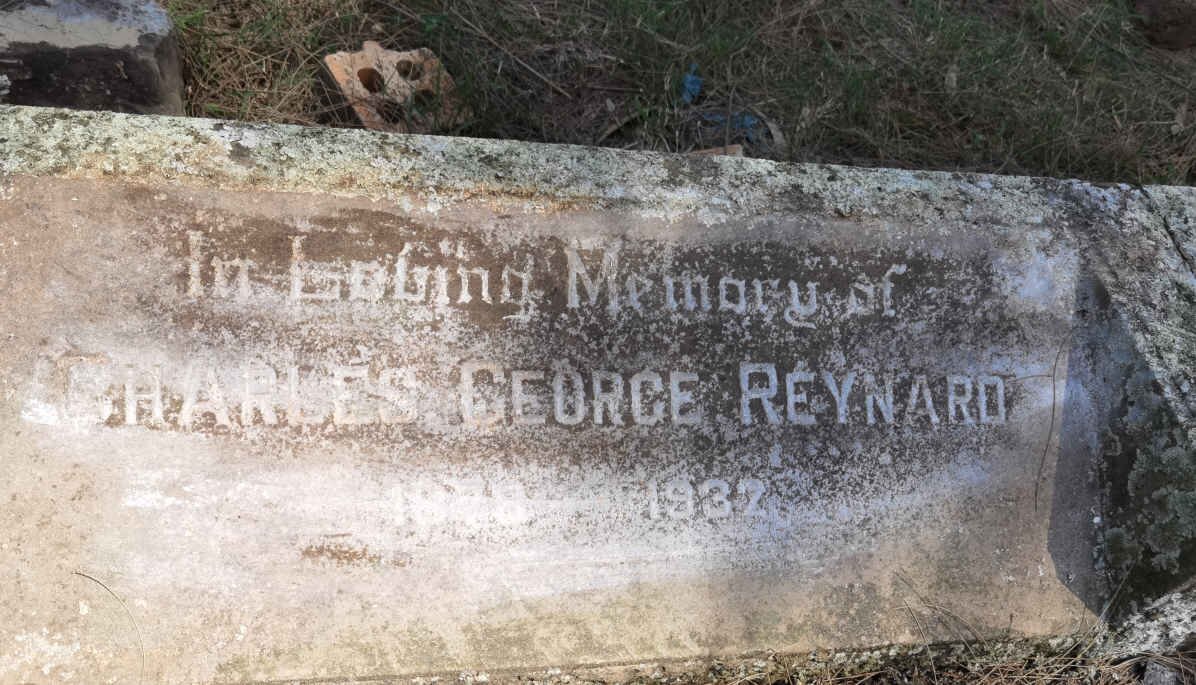 In Loving Memory of
CHARLES GEORGE REYNARD
1932